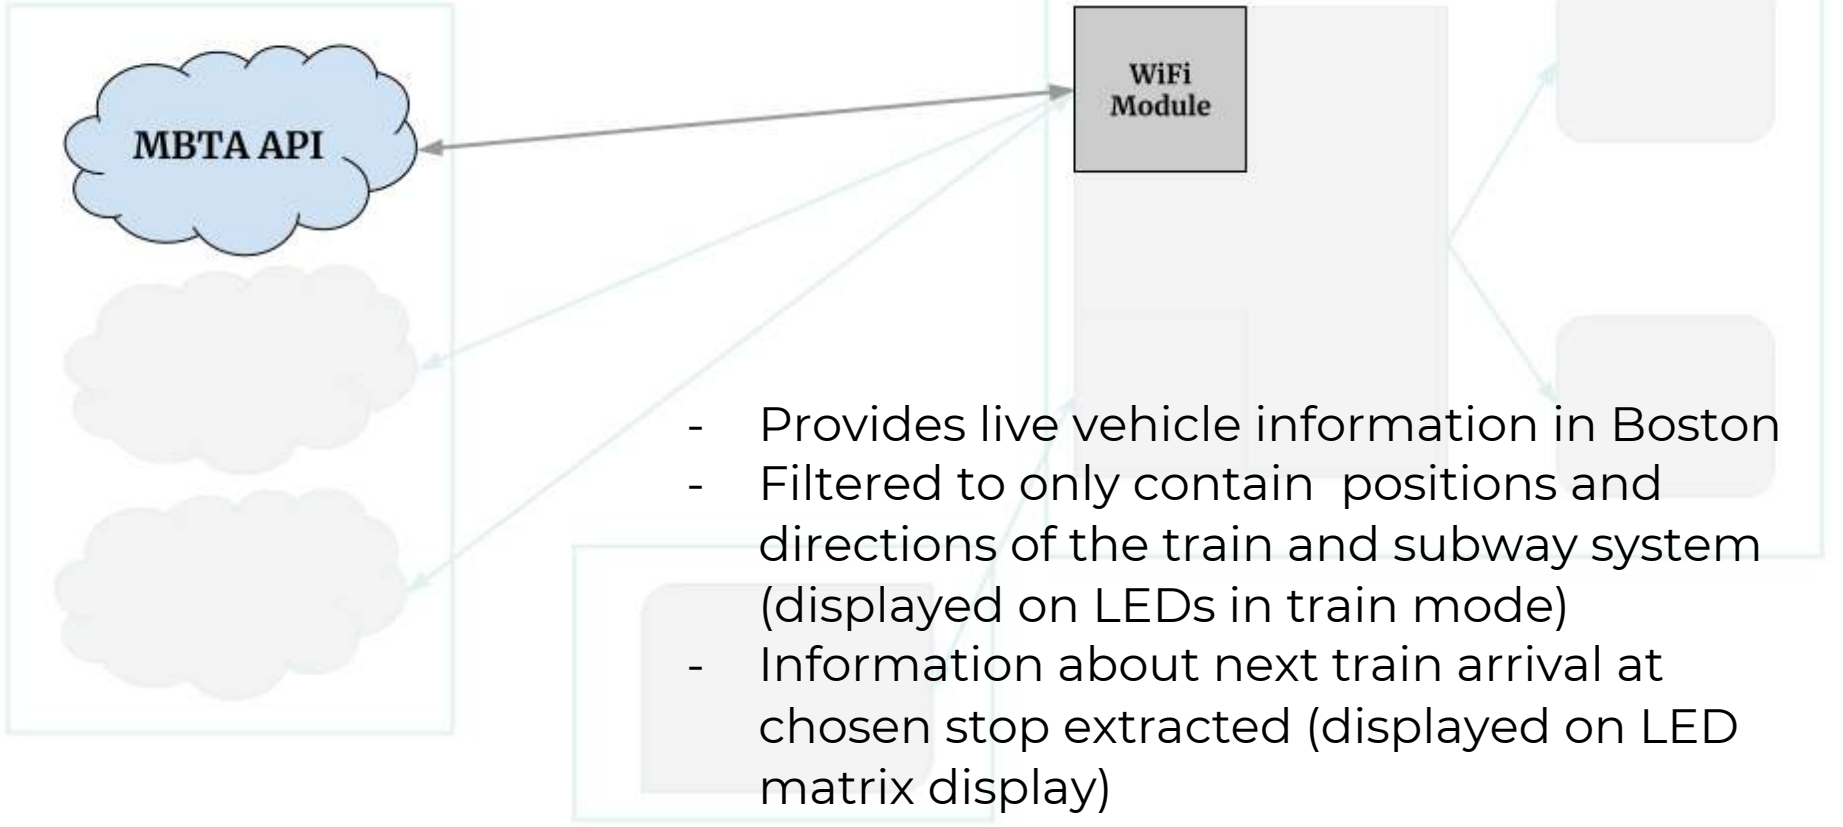 MBTA API
WiFi
Module
- Provides live vehicle information in Boston
- Filtered to only contain  positions and
directions of the train and subway system
(displayed on LEDs in train mode)
- Information about next train arrival at
chosen stop extracted (displayed on LED
matrix display)